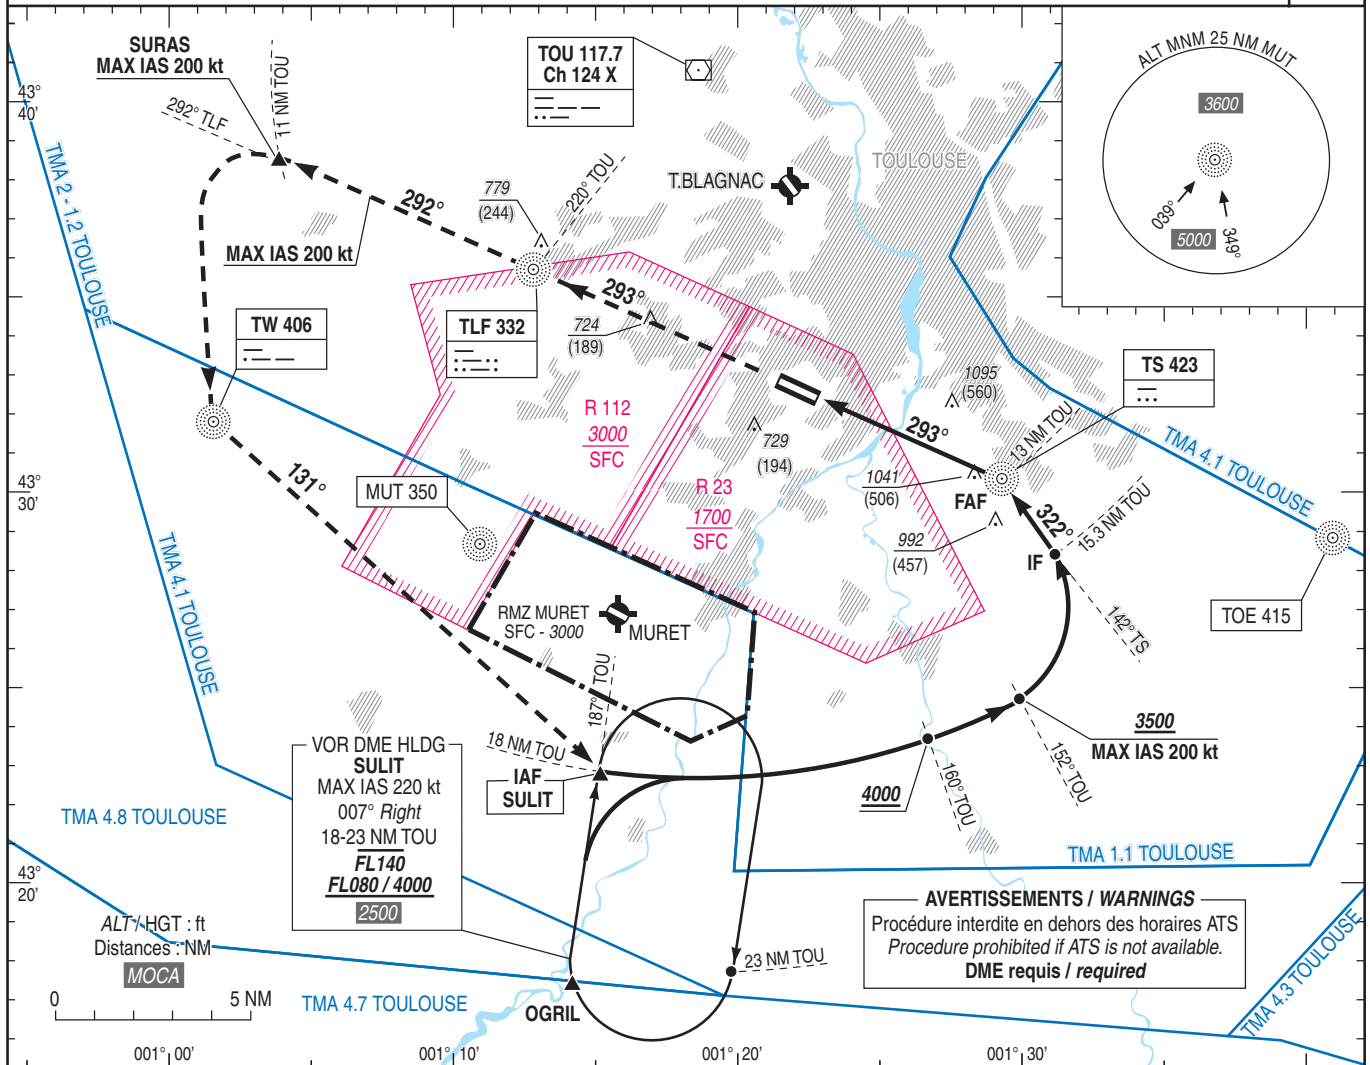 SURAS
MAX IAS 200 kt
292° TLF
11 NM TOU
43°
40'
TOU 117.7
Ch 124 X
ALT MNM 25 NM MUT
3600
039°
5000
349°
TOULOUSE
T.BLAGNAC
220° TOU
779
(244)
292°
MAX IAS 200 kt
TMA 2 - 1.2 TOULOUSE
TW 406
TLF 332
293°
724
(189)
TS 423
1095
(560)
13 NM TOU
293°
R 112
3000
SFC
729
(194)
TMA 4.1 TOULOUSE
131°
MUT 350
R 23
1700
SFC
1041
(506)
FAF
43°
30'
322°
15.3 NM TOU
992
(457)
IF
TMA 4.1 TOULOUSE
142° TS
TOE 415
RMZ MURET
SFC - 3000
MURET
187° TOU
18 NM TOU
3500
MAX IAS 200 kt
VOR DME HLDG
SULIT
MAX IAS 220 kt
007° Right
18-23 NM TOU
FL140
FL080 / 4000
2500
IAF
SULIT
4000
160° TOU
152° TOU
TMA 4.8 TOULOUSE
TMA 1.1 TOULOUSE
43°
20'
AVERTISSEMENTS / WARNINGS
Procédure interdite en dehors des horaires ATS
Procedure prohibited if ATS is not available.
DME requis / required
ALT / HGT : ft
Distances : NM
MOCA
0
5 NM
23 NM TOU
TMA 4.7 TOULOUSE
OGRIL
TMA 4.3 TOULOUSE
001° 00'
001° 10'
001° 20'
001° 30'